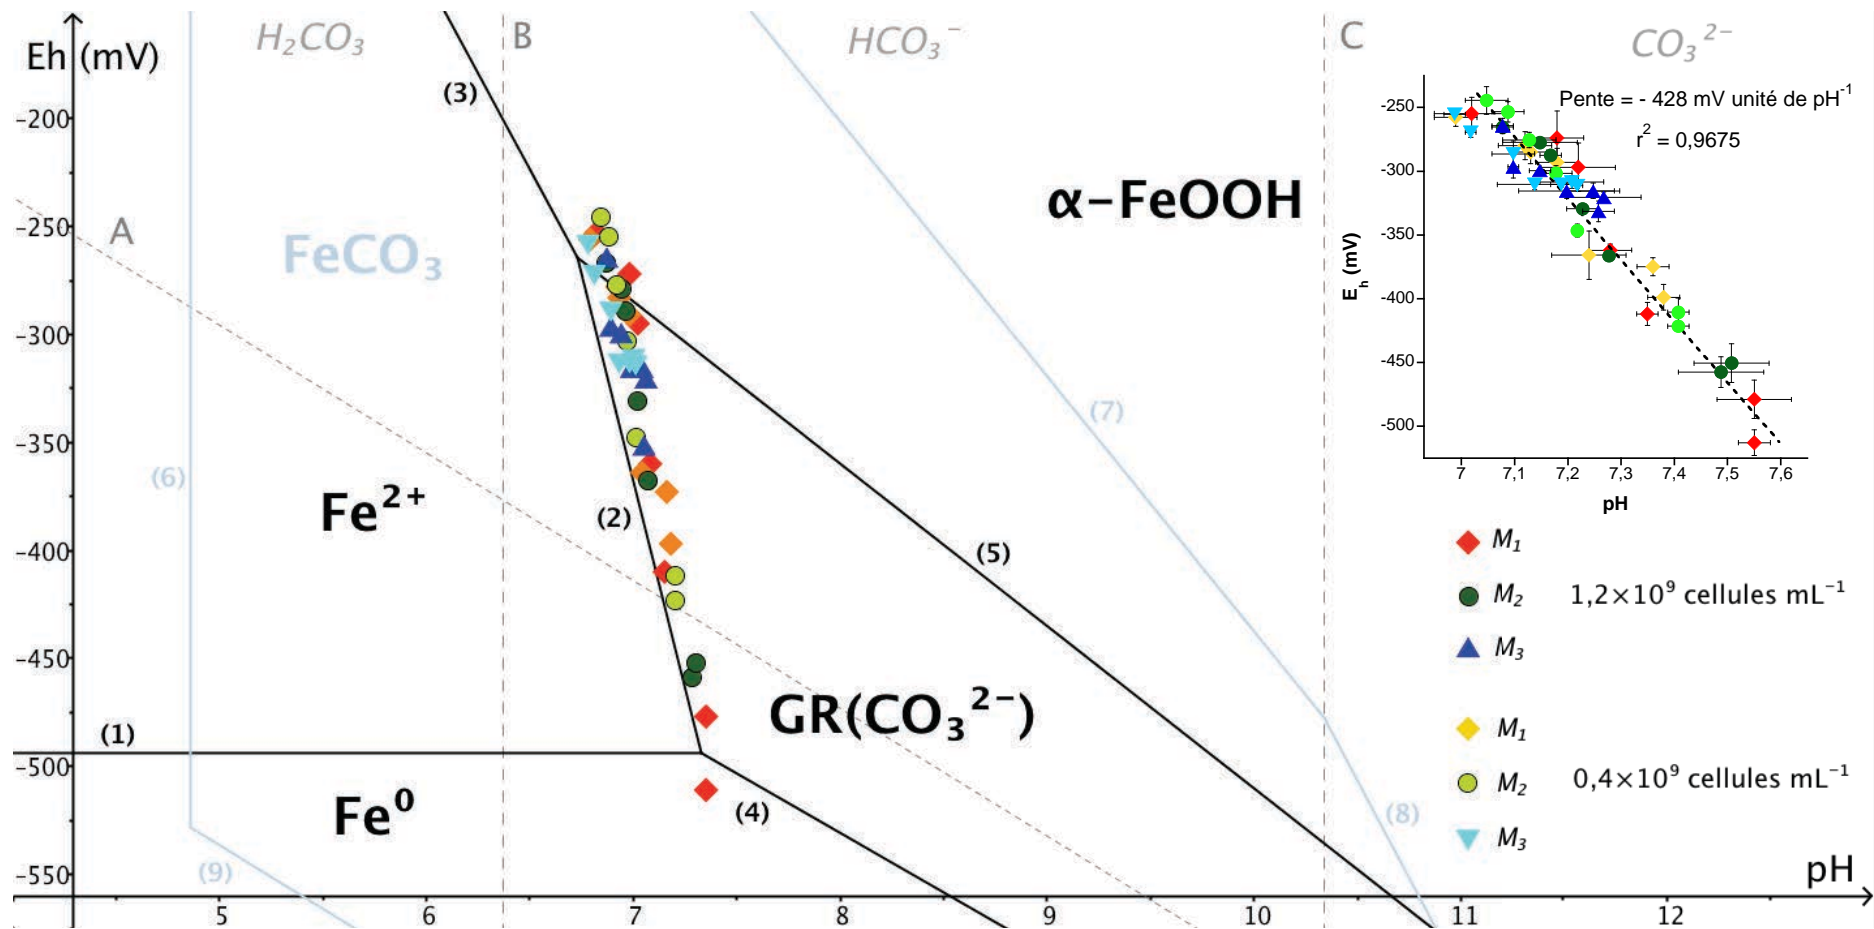 H₂CO₃
B
HCO₃⁻
C
CO₃²⁻
Eh (mV)
(3)
-200
A
-250
FeCO₃
α-FeOOH
-300
-350
(7)
(6)
Fe²⁺
(2)
-400
(5)
-450
GR(CO₃²⁻)
(1)
-500
Fe⁰
(4)
(8)
-550
(9)
pH
5 6 7 8 9 10 11 12
Pente = - 428 mV unité de pH⁻¹
r² = 0,9675
Eₕ (mV)
-250
-300
-350
-400
-450
-500
7 7,1 7,2 7,3 7,4 7,5 7,6
pH
M₁
M₂ 1,2×10⁹ cellules mL⁻¹
M₃
M₁
M₂ 0,4×10⁹ cellules mL⁻¹
M₃